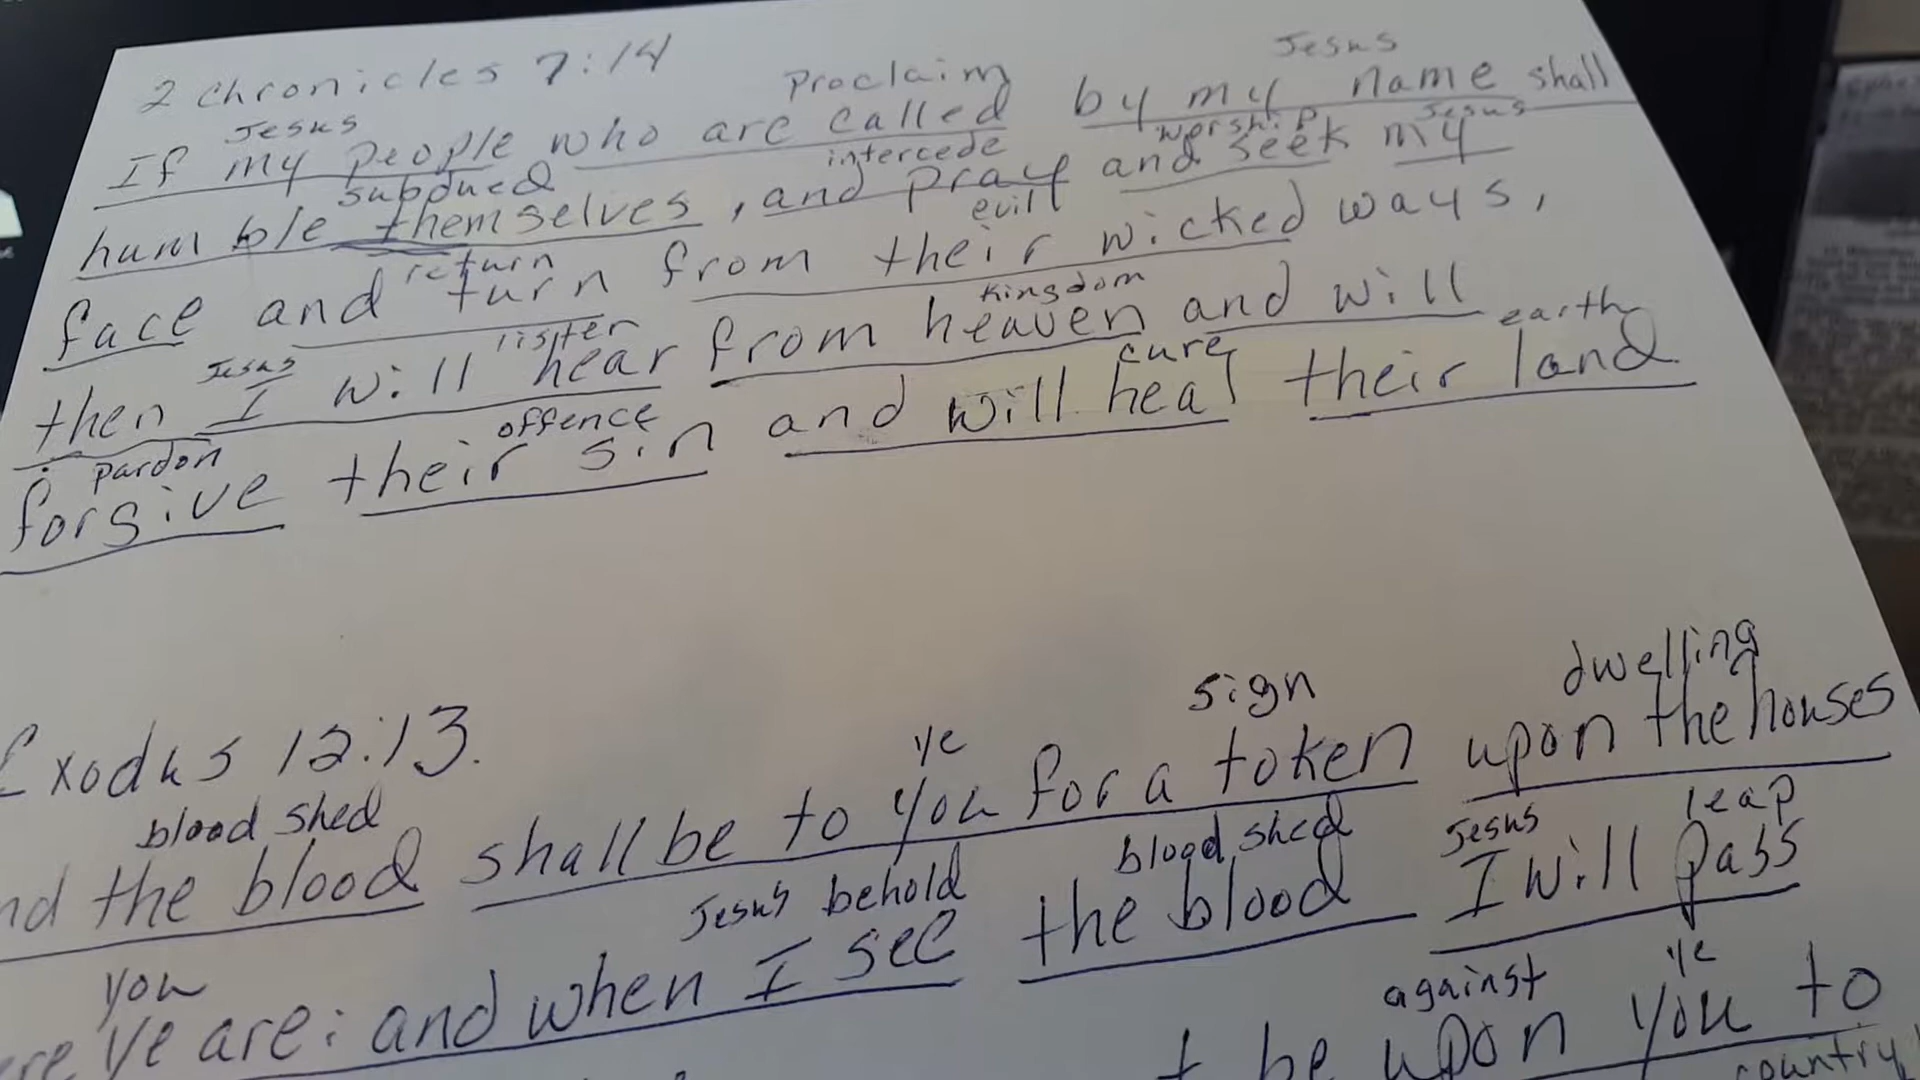 2 Chronicles 7:14
Jesus Proclaim Jesus
If my people who are called by my name shall
subdued intercede worship Jesus
humble themselves, and pray and seek my
return evil
face and turn from their wicked ways,
Jesus listen kingdom
then I will hear from heaven and will
pardon offence cure earth
forgive their sin and will heal their land
Exodus 12:13.
blood shed ye sign dwelling
nd the blood shall be to you for a token upon the houses
you Jesus behold blood shed Jesus leap
ere ye are: and when I see the blood I will pass
against ye
t be upon you to
country